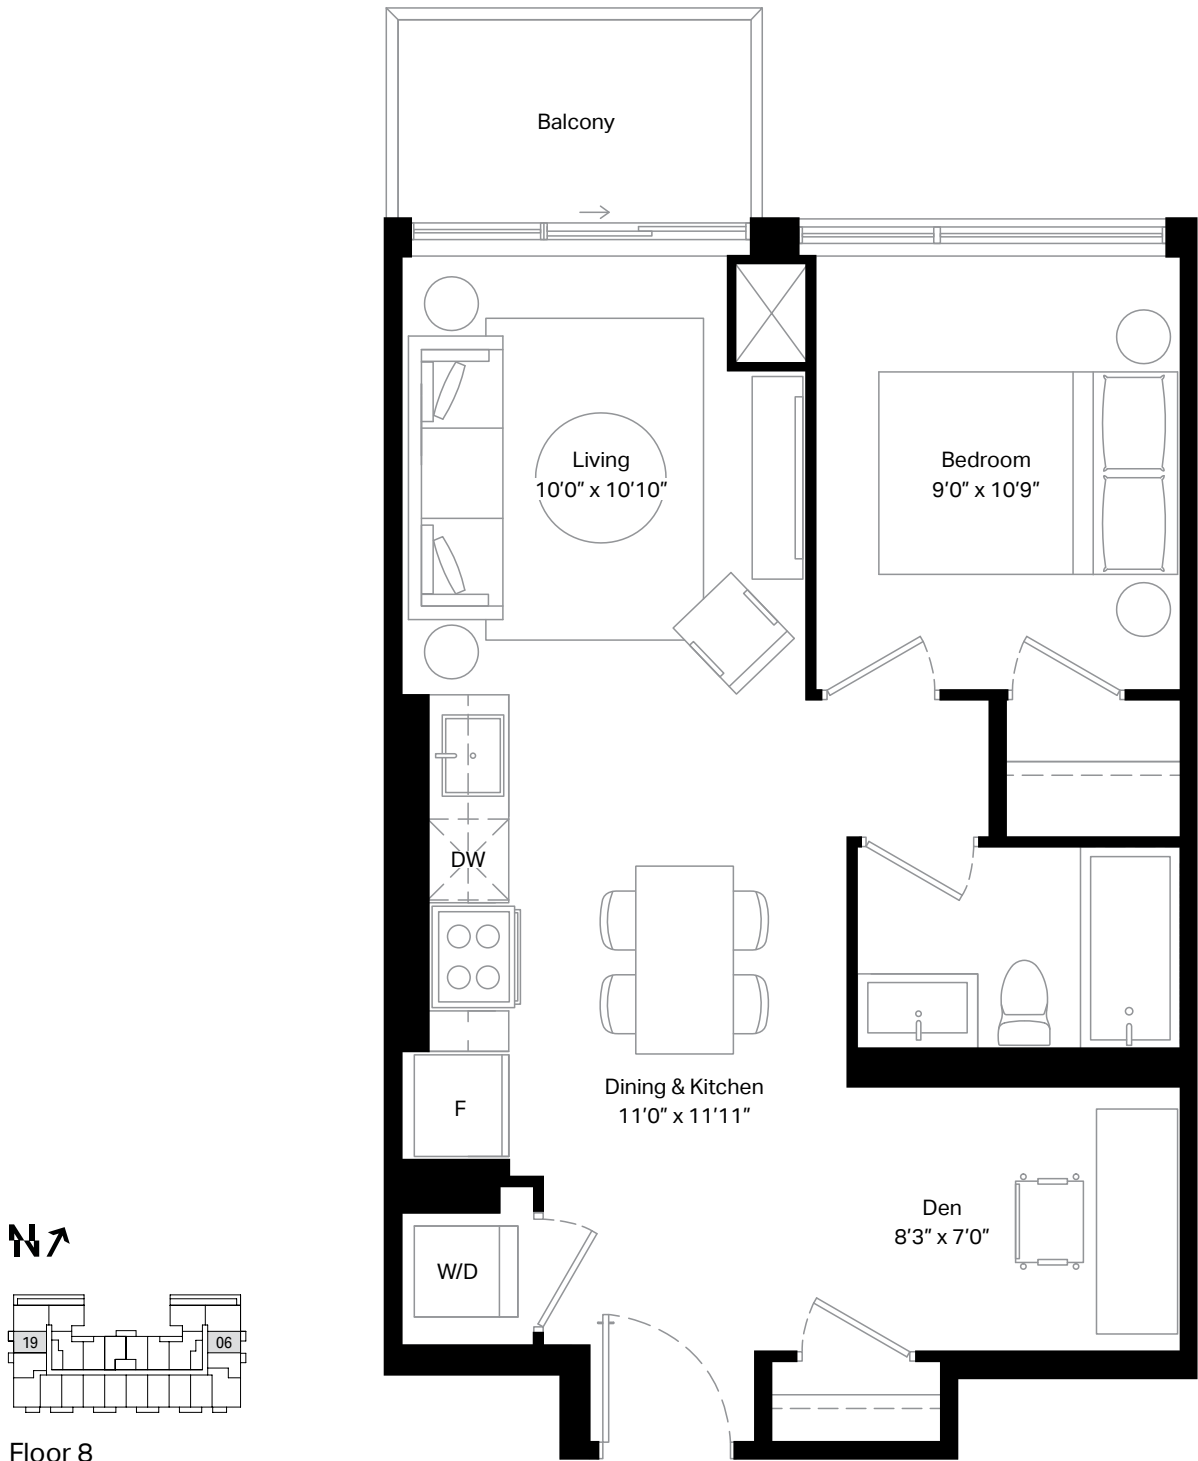 Balcony
Living
10'0" x 10'10"
Bedroom
9'0" x 10'9"
DW
F
Dining & Kitchen
11'0" x 11'11"
Den
8'3" x 7'0"
W/D
N
19
06
Floor 8